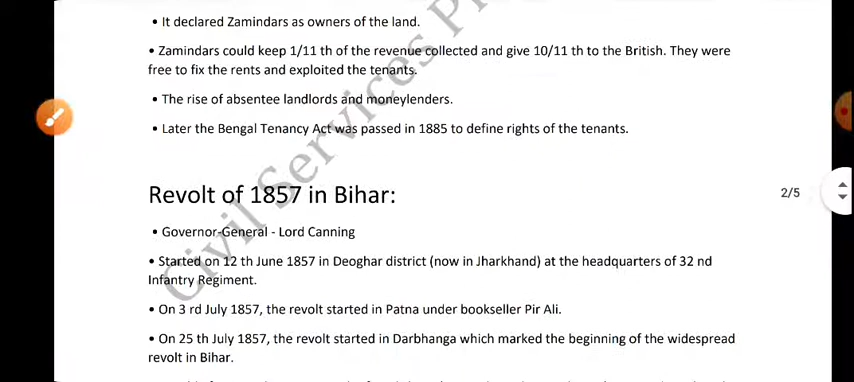 • It declared Zamindars as owners of the land.
• Zamindars could keep 1/11 th of the revenue collected and give 10/11 th to the British. They were
free to fix the rents and exploited the tenants.
• The rise of absentee landlords and moneylenders.
• Later the Bengal Tenancy Act was passed in 1885 to define rights of the tenants.
Revolt of 1857 in Bihar:
2/5
• Governor-General - Lord Canning
• Started on 12 th June 1857 in Deoghar district (now in Jharkhand) at the headquarters of 32 nd
Infantry Regiment.
• On 3 rd July 1857, the revolt started in Patna under bookseller Pir Ali.
• On 25 th July 1857, the revolt started in Darbhanga which marked the beginning of the widespread
revolt in Bihar.
Civil Services